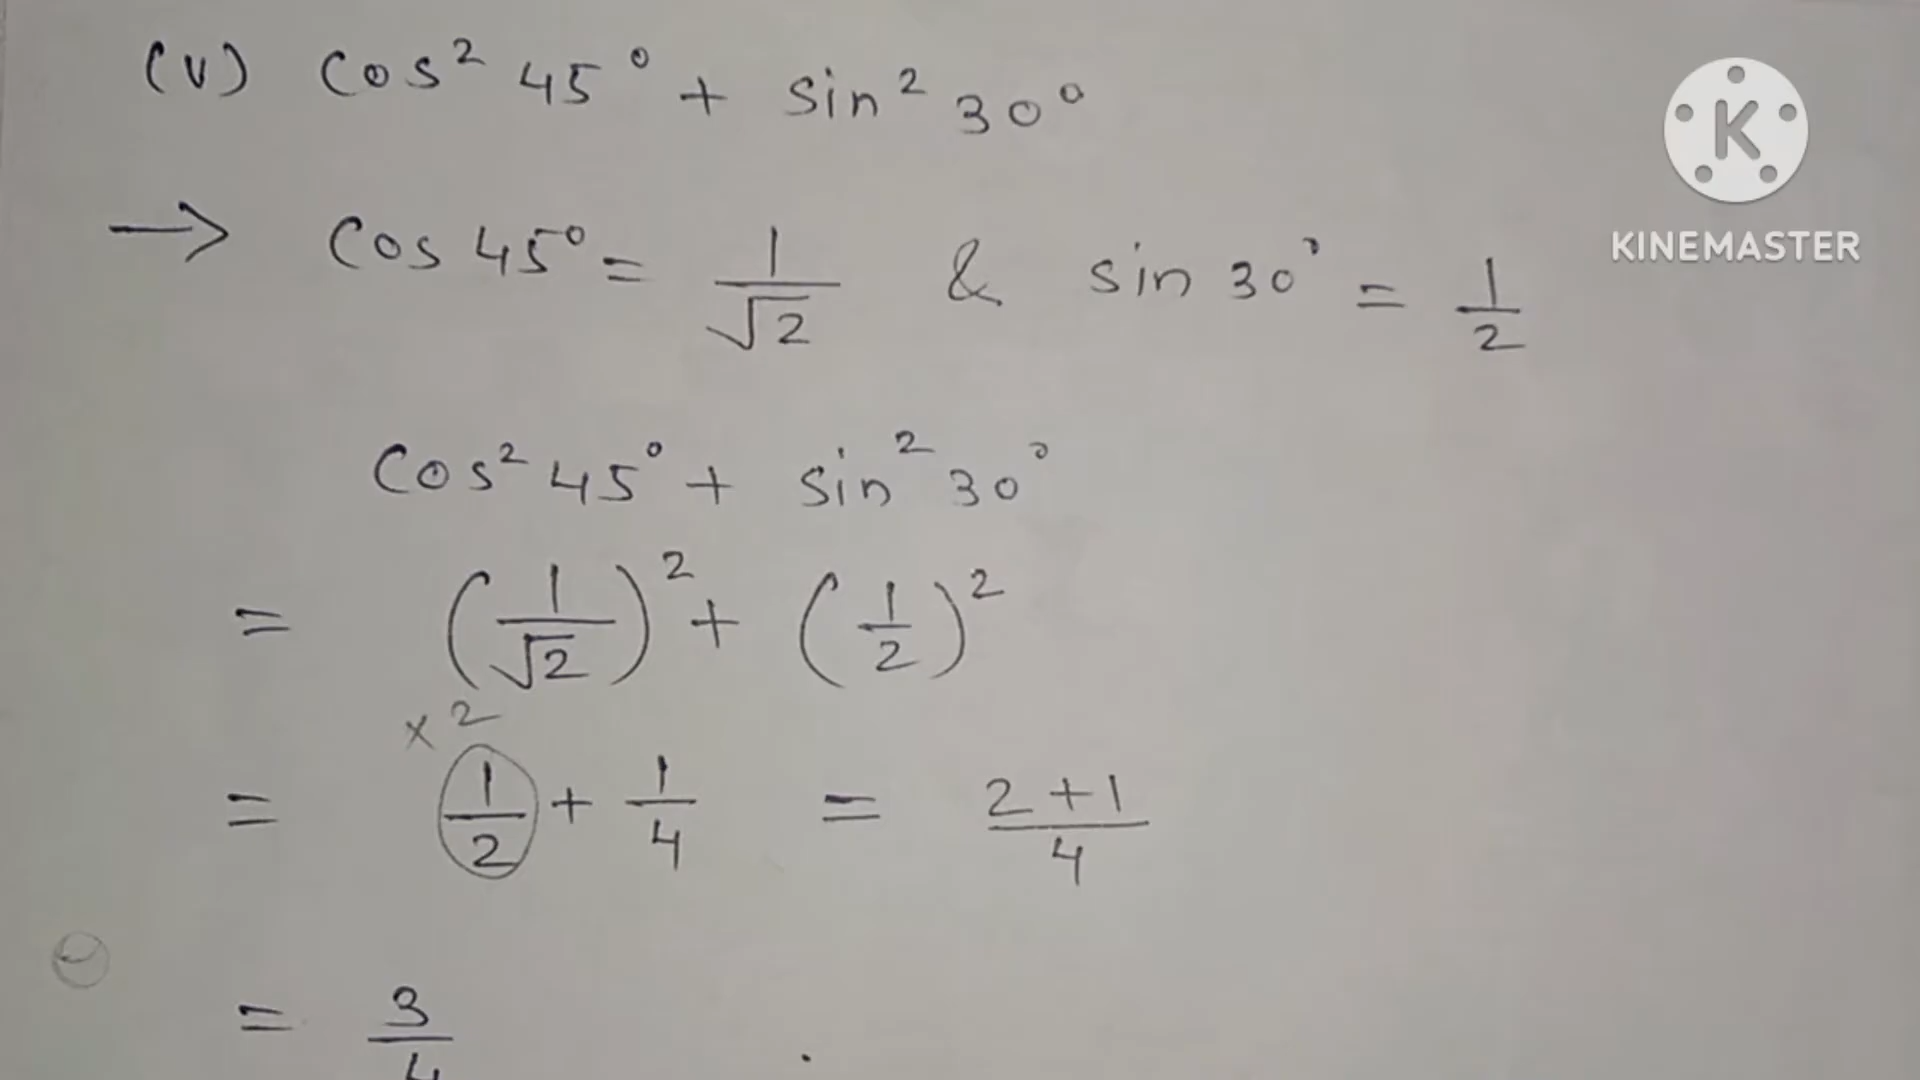 (v) cos² 45° + sin² 30°
K
KINEMASTER
→ cos 45° = 1/√2 & sin 30° = 1/2
cos² 45° + sin² 30°
= (1/√2)² + (1/2)²
×2
= 1/2 + 1/4 = 2+1/4
= 3/4